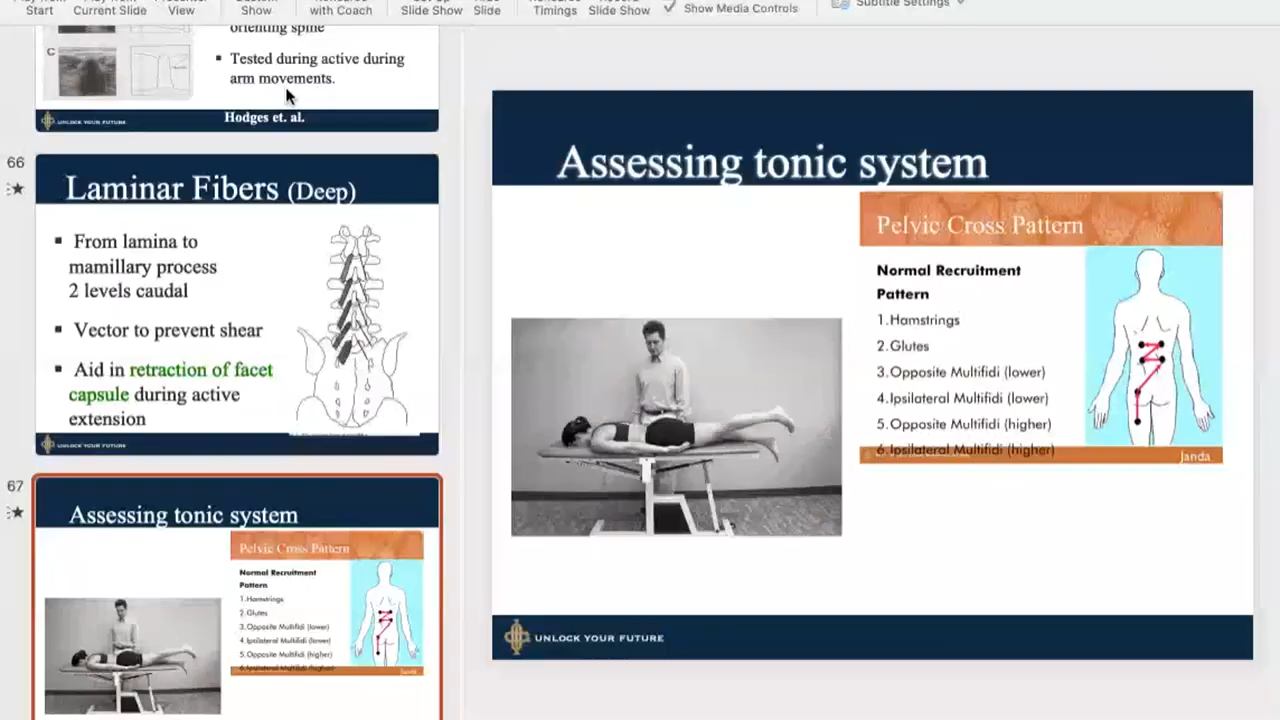 Start
Current Slide
View
Show
with Coach
Slide Show
Slide
Timings
Slide Show
Show Media Controls
Subtitle Settings
C
orienting spine
▪ Tested during active during
arm movements.
UNLOCK YOUR FUTURE
Hodges et. al.
66
Laminar Fibers (Deep)
▪ From lamina to
mamillary process
2 levels caudal
▪ Vector to prevent shear
▪ Aid in retraction of facet
capsule during active
extension
UNLOCK YOUR FUTURE
67
Assessing tonic system
Pelvic Cross Pattern
Normal Recruitment
Pattern
1.Hamstrings
2.Glutes
3.Opposite Multifidi (lower)
4.Ipsilateral Multifidi (lower)
5.Opposite Multifidi (higher)
6.Ipsilateral Multifidi (higher)
Janda
Assessing tonic system
Pelvic Cross Pattern
Normal Recruitment
Pattern
1.Hamstrings
2.Glutes
3.Opposite Multifidi (lower)
4.Ipsilateral Multifidi (lower)
5.Opposite Multifidi (higher)
6.Ipsilateral Multifidi (higher)
Janda
UNLOCK YOUR FUTURE